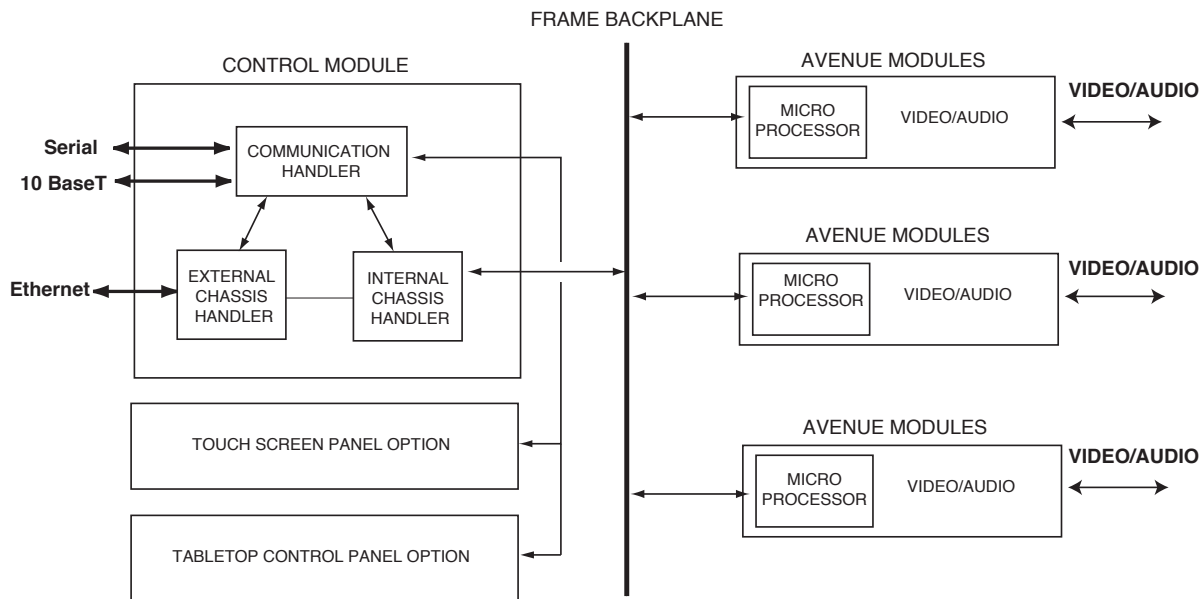 FRAME BACKPLANE
CONTROL MODULE
Serial
10 BaseT
Ethernet
COMMUNICATION
HANDLER
EXTERNAL
CHASSIS
HANDLER
INTERNAL
CHASSIS
HANDLER
TOUCH SCREEN PANEL OPTION
TABLETOP CONTROL PANEL OPTION
AVENUE MODULES
MICRO
PROCESSOR
VIDEO/AUDIO
VIDEO/AUDIO
AVENUE MODULES
MICRO
PROCESSOR
VIDEO/AUDIO
VIDEO/AUDIO
AVENUE MODULES
MICRO
PROCESSOR
VIDEO/AUDIO
VIDEO/AUDIO